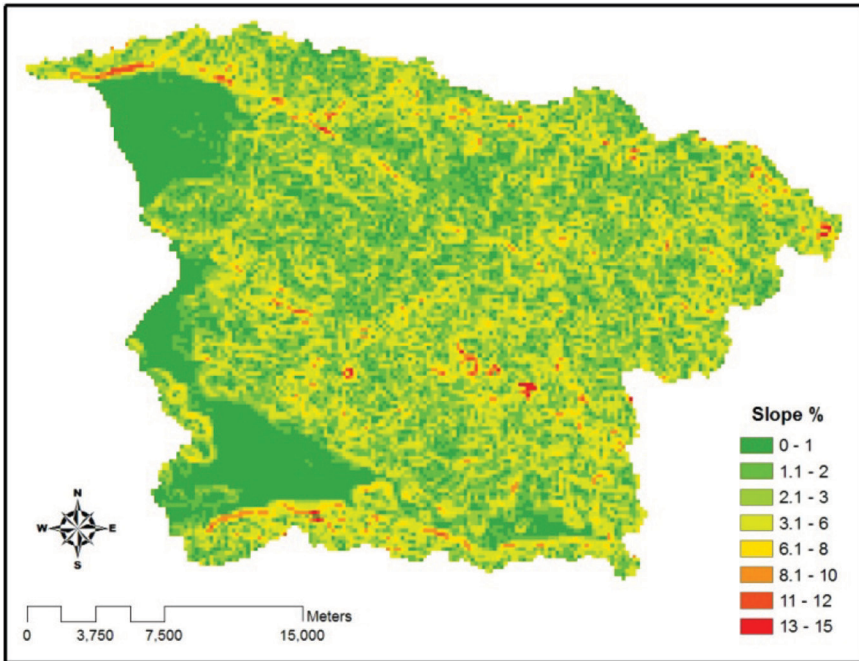 Slope %
0 - 1
1.1 - 2
2.1 - 3
3.1 - 6
6.1 - 8
8.1 - 10
11 - 12
13 - 15
N
W E
S
Meters
0 3,750 7,500 15,000